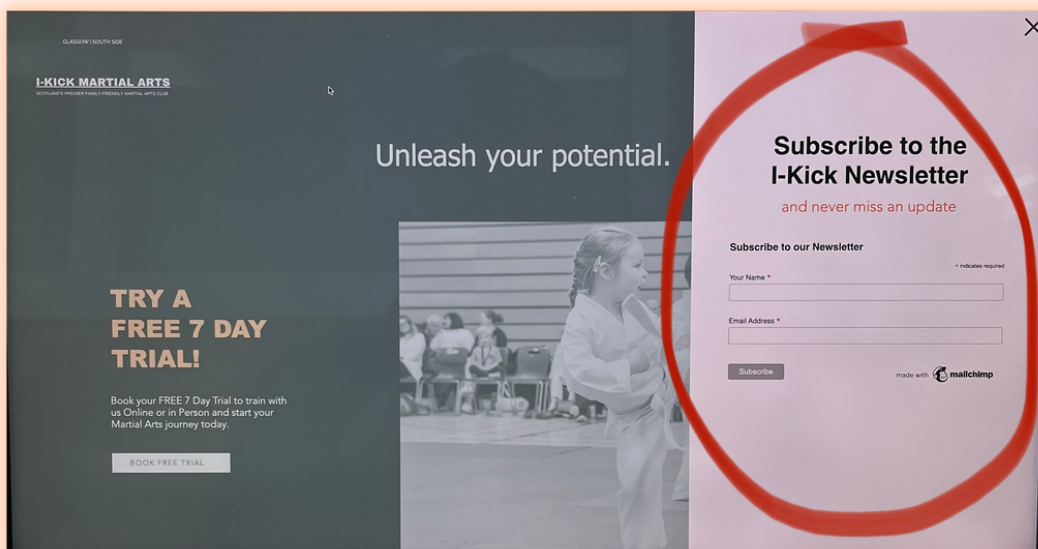 GLASGOW | SOUTH SIDE
I-KICK MARTIAL ARTS
SCOTLAND'S PREMIER FAMILY-FRIENDLY MARTIAL ARTS CLUB
Unleash your potential.
TRY A
FREE 7 DAY
TRIAL!
Book your FREE 7 Day Trial to train with
us Online or in Person and start your
Martial Arts journey today.
BOOK FREE TRIAL
Subscribe to the
I-Kick Newsletter
and never miss an update
Subscribe to our Newsletter
* indicates required
Your Name *
Email Address *
Subscribe
made with mailchimp